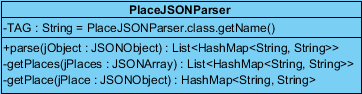 PlaceJSONParser
-TAG : String = PlaceJSONParser.class.getName()
+parse(jObject : JSONObject) : List<HashMap<String, String>>
-getPlaces(jPlaces : JSONArray) : List<HashMap<String, String>>
-getPlace(jPlace : JSONObject) : HashMap<String, String>